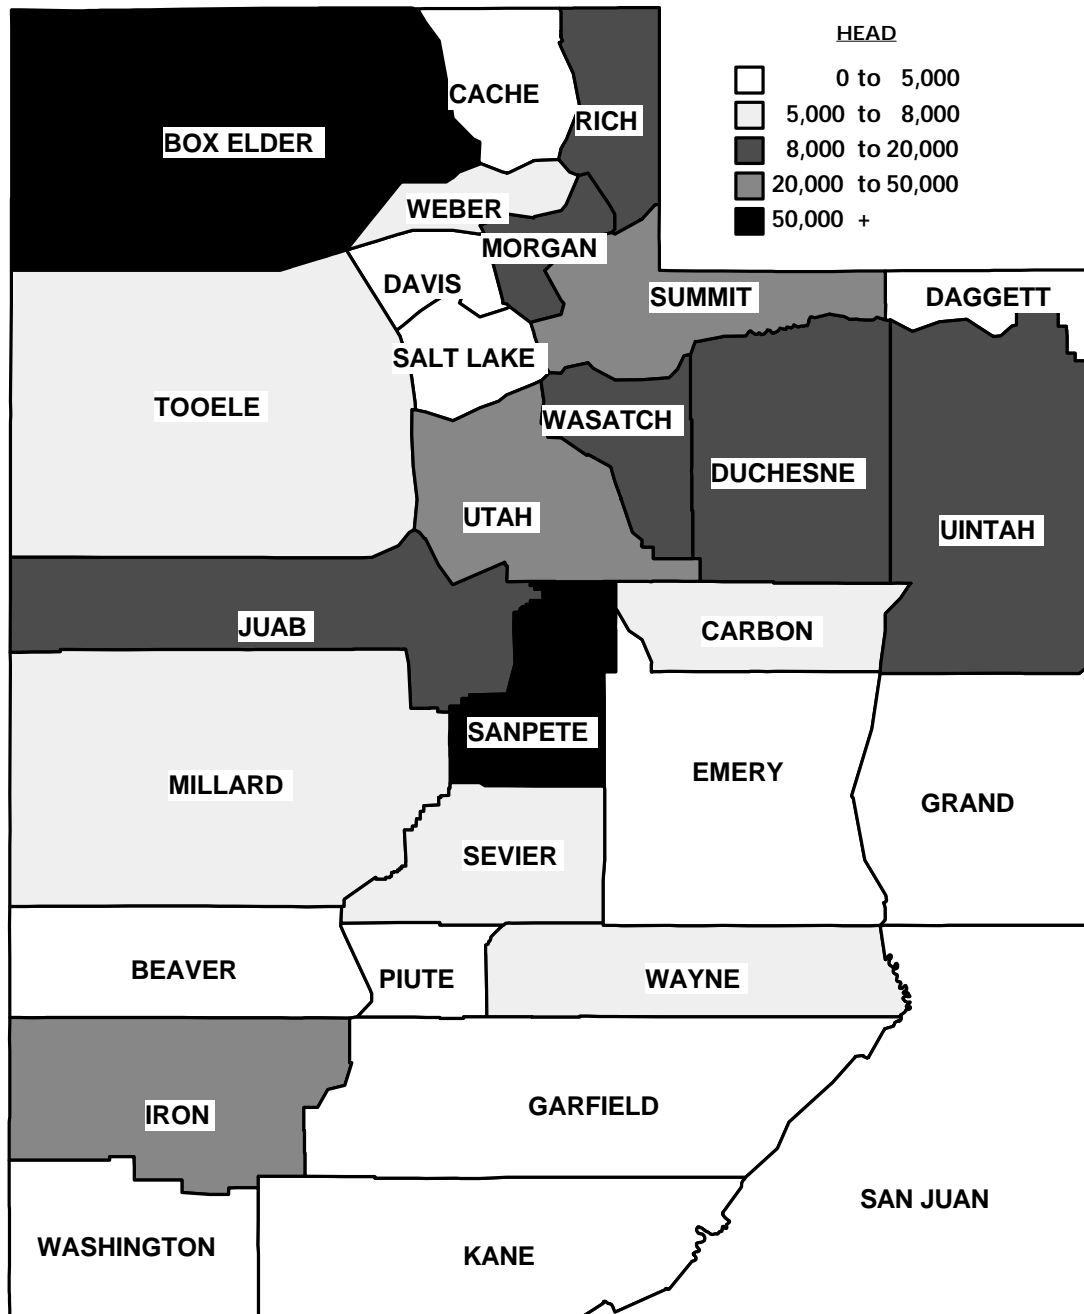 HEAD
0 to 5,000
5,000 to 8,000
8,000 to 20,000
20,000 to 50,000
50,000 +
CACHE
RICH
BOX ELDER
WEBER
MORGAN
DAVIS
SUMMIT
DAGGETT
SALT LAKE
TOOELE
WASATCH
DUCHESNE
UTAH
UINTAH
JUAB
CARBON
SANPETE
EMERY
MILLARD
GRAND
SEVIER
BEAVER
PIUTE
WAYNE
GARFIELD
IRON
SAN JUAN
WASHINGTON
KANE